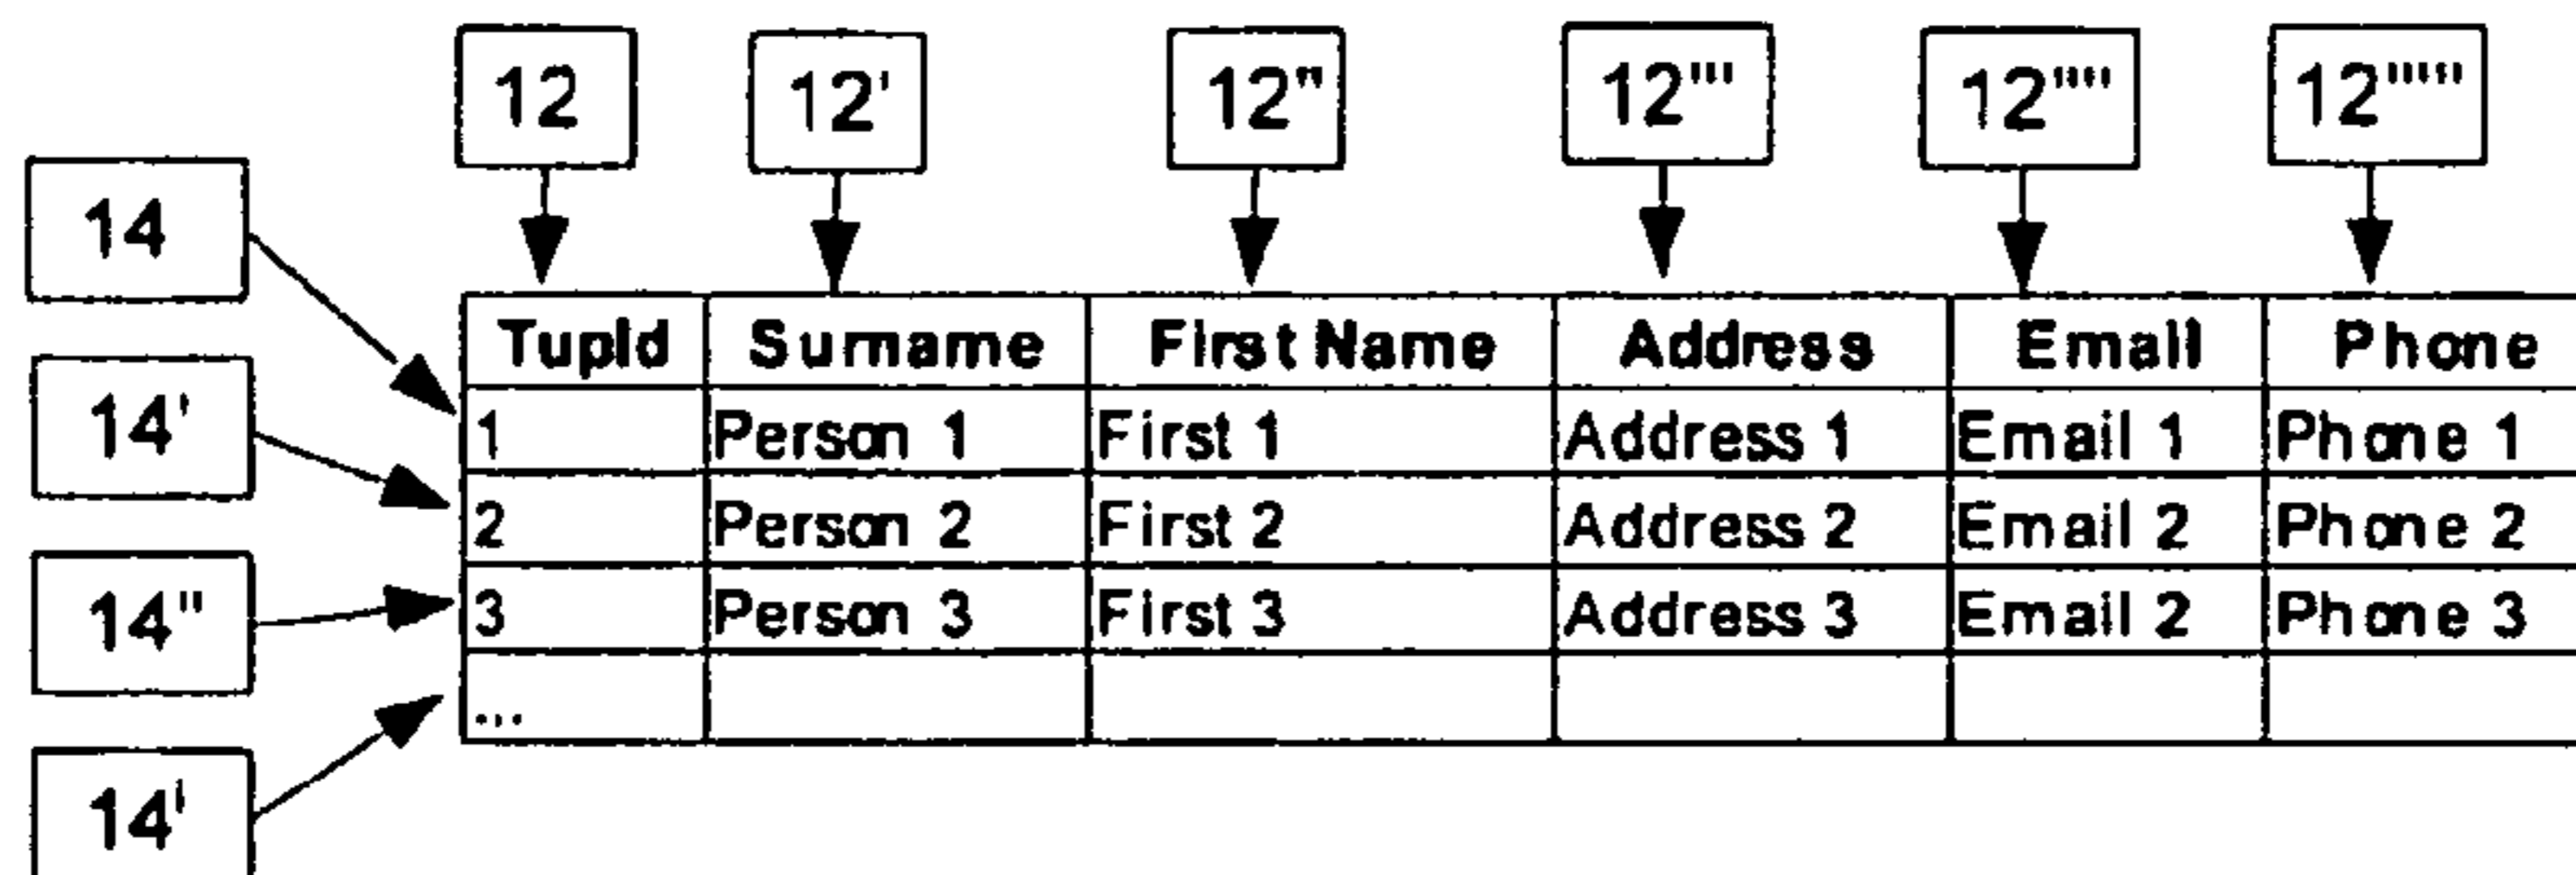 12 12' 12" 12''' 12'''' 12'''''
14
14'
14"
14ⁱ
TupId Surname First Name Address Email Phone
1 Person 1 First 1 Address 1 Email 1 Phone 1
2 Person 2 First 2 Address 2 Email 2 Phone 2
3 Person 3 First 3 Address 3 Email 2 Phone 3
...